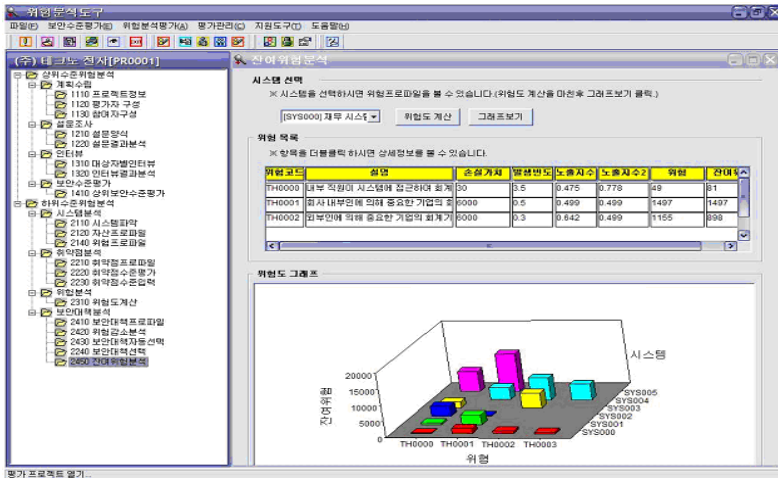 위험분석도구
파일(F) 보안수준평가(E) 위험분석평가(A) 평가관리(C) 지원도구(T) 도움말(H)
(주) 테크노 전자[PR0001]
상위수준위험분석
계획수립
1110 프로젝트정보
1120 평가자 구성
1130 참여자구성
설문조사
1210 설문양식
1220 설문결과분석
인터뷰
1310 대상자별인터뷰
1320 인터뷰결과분석
보안수준평가
1410 상위보안수준평가
하위수준위험분석
시스템분석
2110 시스템파악
2120 자산프로파일
2140 위험프로파일
취약점분석
2210 취약점프로파일
2220 취약점수준평가
2230 취약점수준입력
위험분석
2310 위험도계산
보안대책분석
2410 보안대책프로파일
2420 위험감소분석
2430 보안대책자동선택
2240 보안대책선택
2450 잔여위험분석
잔여위험분석
시스템 선택
※ 시스템을 선택하시면 위험프로파일을 볼 수 있습니다.(위험도 계산을 마친후 그래프보기 클릭.)
[SYS000] 재무 시스템 위험도 계산 그래프보기
위험 목록
※ 항목을 더블클릭 하시면 상세정보를 볼 수 있습니다.
위험코드 설명 손실가치 발생빈도 노출지수 노출지수2 위험 잔여위
TH0000 내부 직원이 시스템에 접근하여 회계 30 3.5 0.475 0.778 49 81
TH0001 회사 내부인에 의해 중요한 기업의 회 6000 0.5 0.499 0.499 1497 1497
TH0002 외부인에 의해 중요한 기업의 회계기 6000 0.3 0.642 0.499 1155 898
위험도 그래프
잔여위험
20000
15000
10000
5000
0
TH0000 TH0001 TH0002 TH0003
위험
시스템
SYS005
SYS004
SYS003
SYS002
SYS001
SYS000
평가 프로젝트 열기..